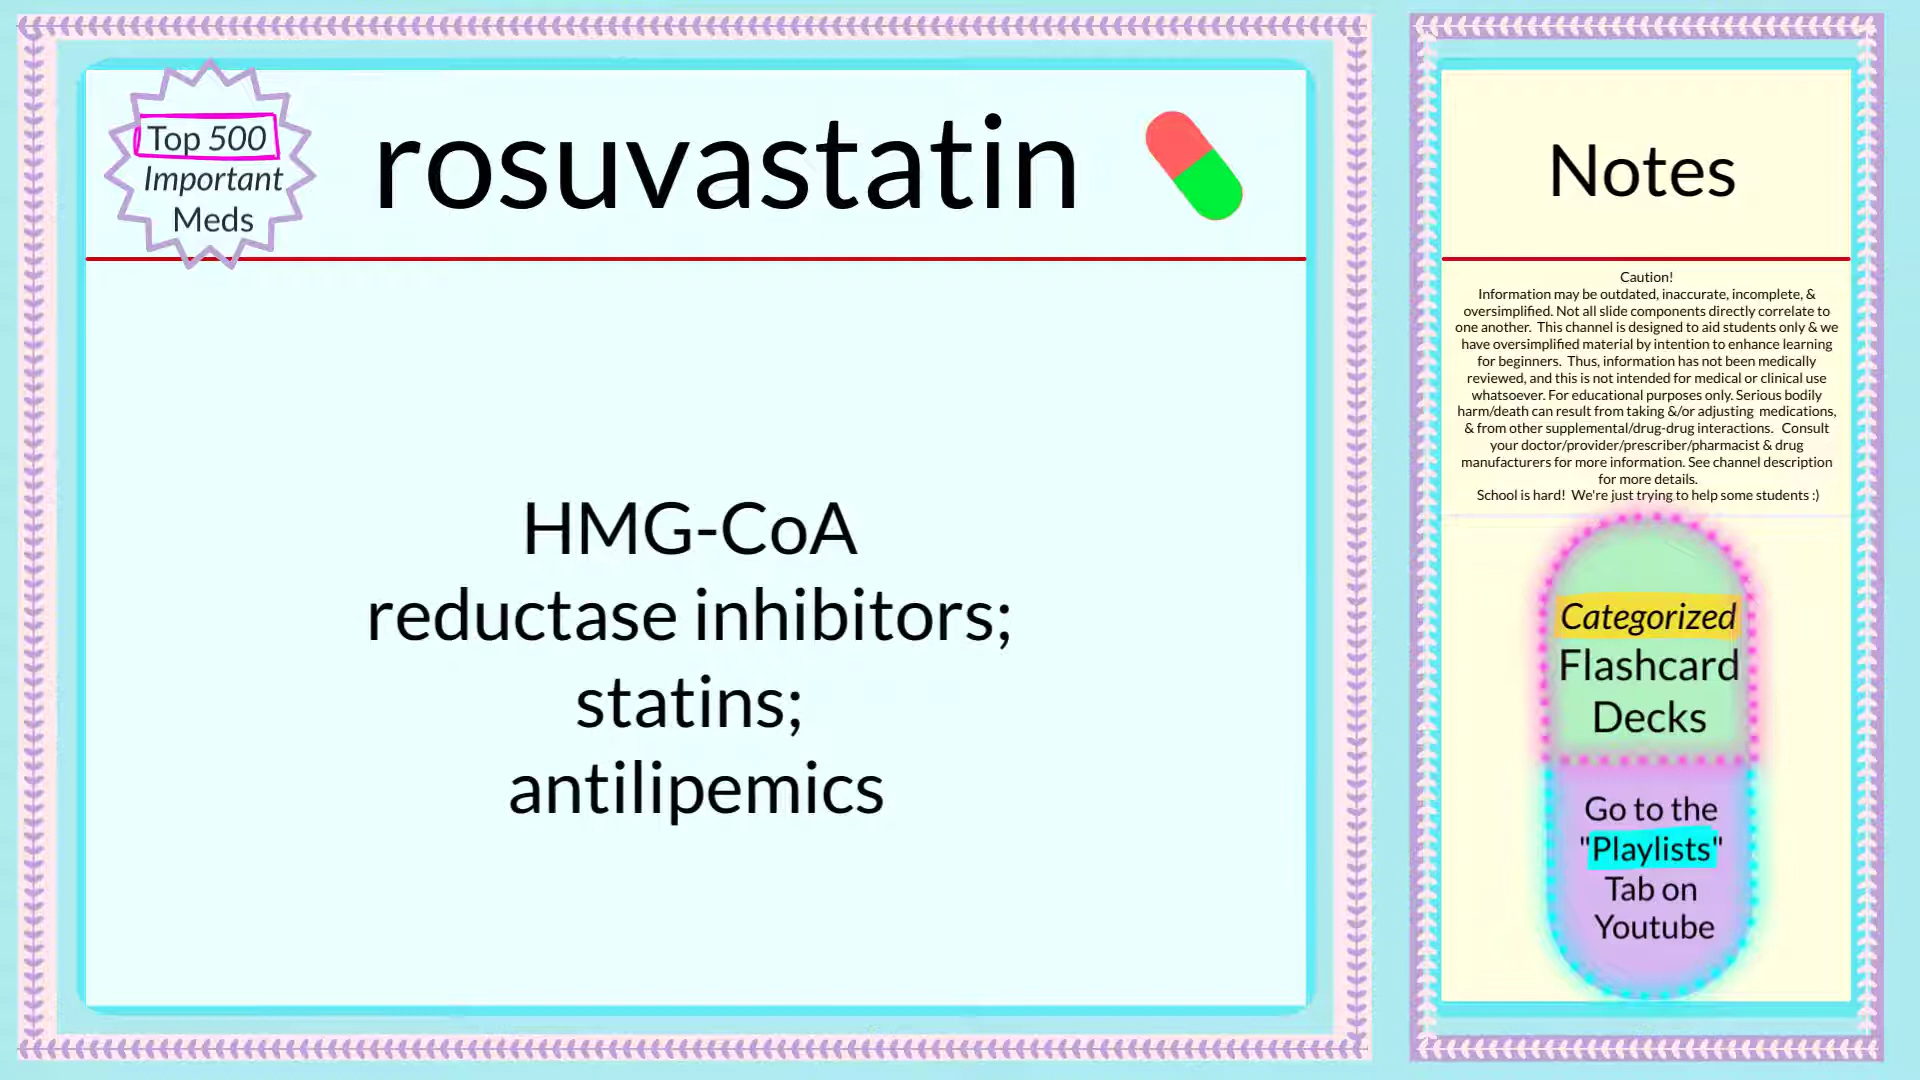 Top 500
Important
Meds
rosuvastatin
HMG-CoA
reductase inhibitors;
statins;
antilipemics
Notes
Caution!
Information may be outdated, inaccurate, incomplete, &
oversimplified. Not all slide components directly correlate to
one another. This channel is designed to aid students only & we
have oversimplified material by intention to enhance learning
for beginners. Thus, information has not been medically
reviewed, and this is not intended for medical or clinical use
whatsoever. For educational purposes only. Serious bodily
harm/death can result from taking &/or adjusting medications,
& from other supplemental/drug-drug interactions. Consult
your doctor/provider/prescriber/pharmacist & drug
manufacturers for more information. See channel description
for more details.
School is hard! We're just trying to help some students :)
Categorized
Flashcard
Decks
Go to the
"Playlists"
Tab on
Youtube